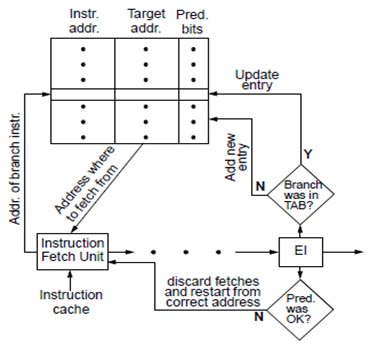 Instr.
addr.
Target
addr.
Pred.
bits
Update
entry
Addr. of branch instr.
Address where
to fetch from
Add new
entry
Y
N
Branch
was in
TAB?
Instruction
Fetch Unit
EI
Instruction
cache
discard fetches
and restart from
correct address
N
Pred.
was
OK?